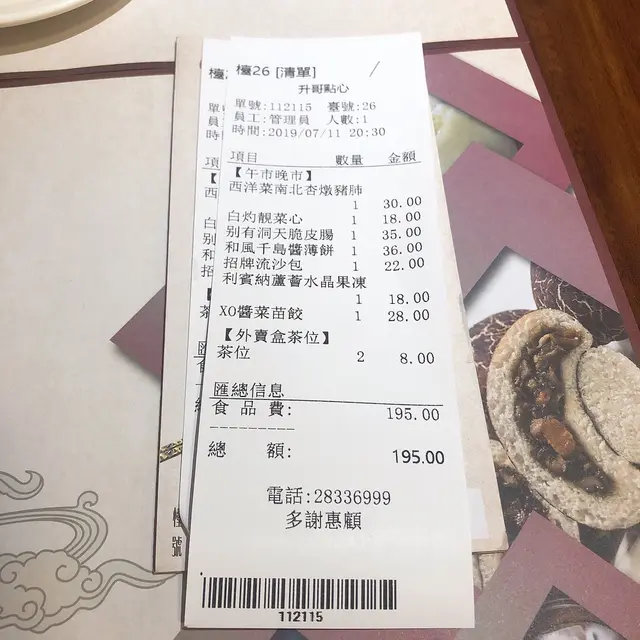 檯26 [清單]
升哥點心
單號:112115 臺號:26
員工:管理員 人數:1
時間:2019/07/11 20:30
項目 數量 金額
【午市晚市】
西洋菜南北杏燉豬肺
1 30.00
白灼靚菜心 1 18.00
別有洞天脆皮腸 1 35.00
和風千島醬薄餅 1 36.00
招牌流沙包 1 22.00
利賓納蘆薈水晶果凍
1 18.00
XO醬菜苗餃 1 28.00
【外賣盒茶位】
茶位 2 8.00
匯總信息
食 品 費: 195.00
---------
總 額: 195.00
電話:28336999
多謝惠顧
112115